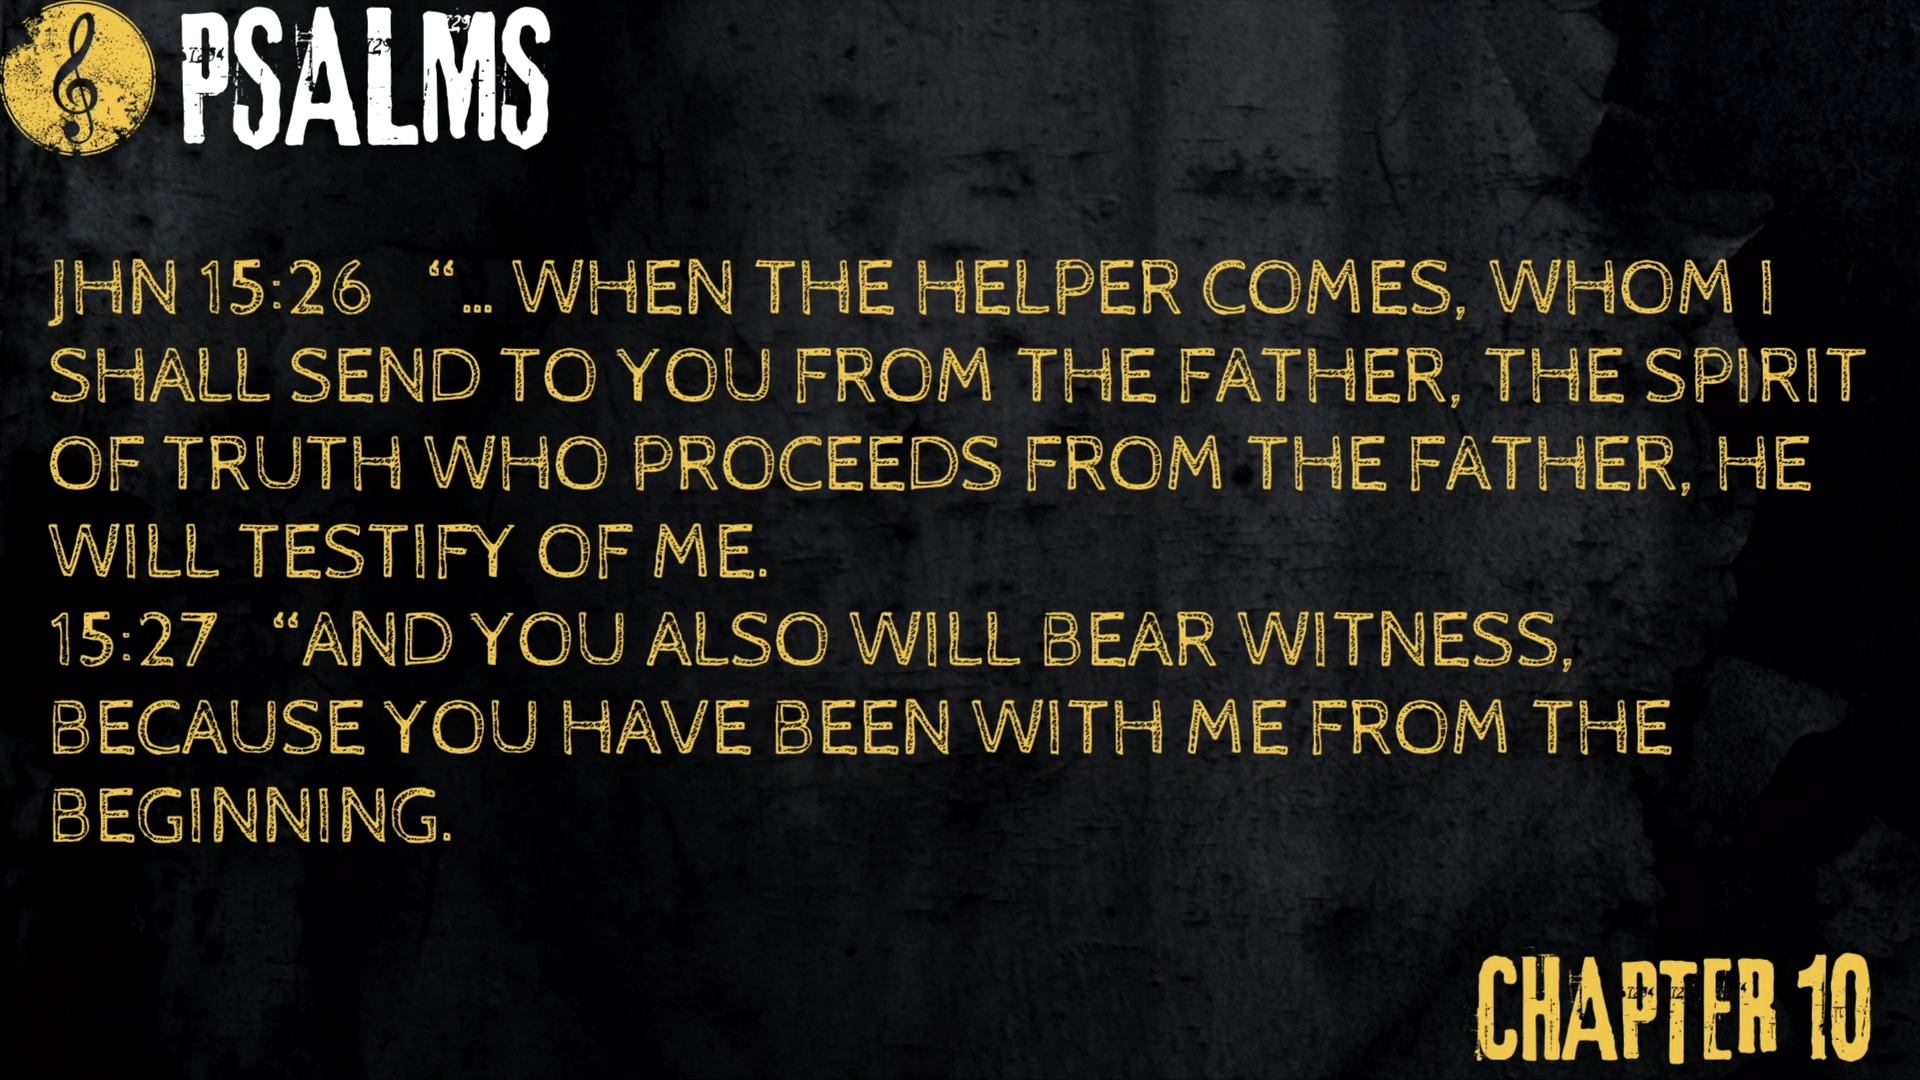 PSALMS
JHN 15:26 “… WHEN THE HELPER COMES, WHOM I
SHALL SEND TO YOU FROM THE FATHER, THE SPIRIT
OF TRUTH WHO PROCEEDS FROM THE FATHER, HE
WILL TESTIFY OF ME.
15:27 “AND YOU ALSO WILL BEAR WITNESS,
BECAUSE YOU HAVE BEEN WITH ME FROM THE
BEGINNING.
CHAPTER 10